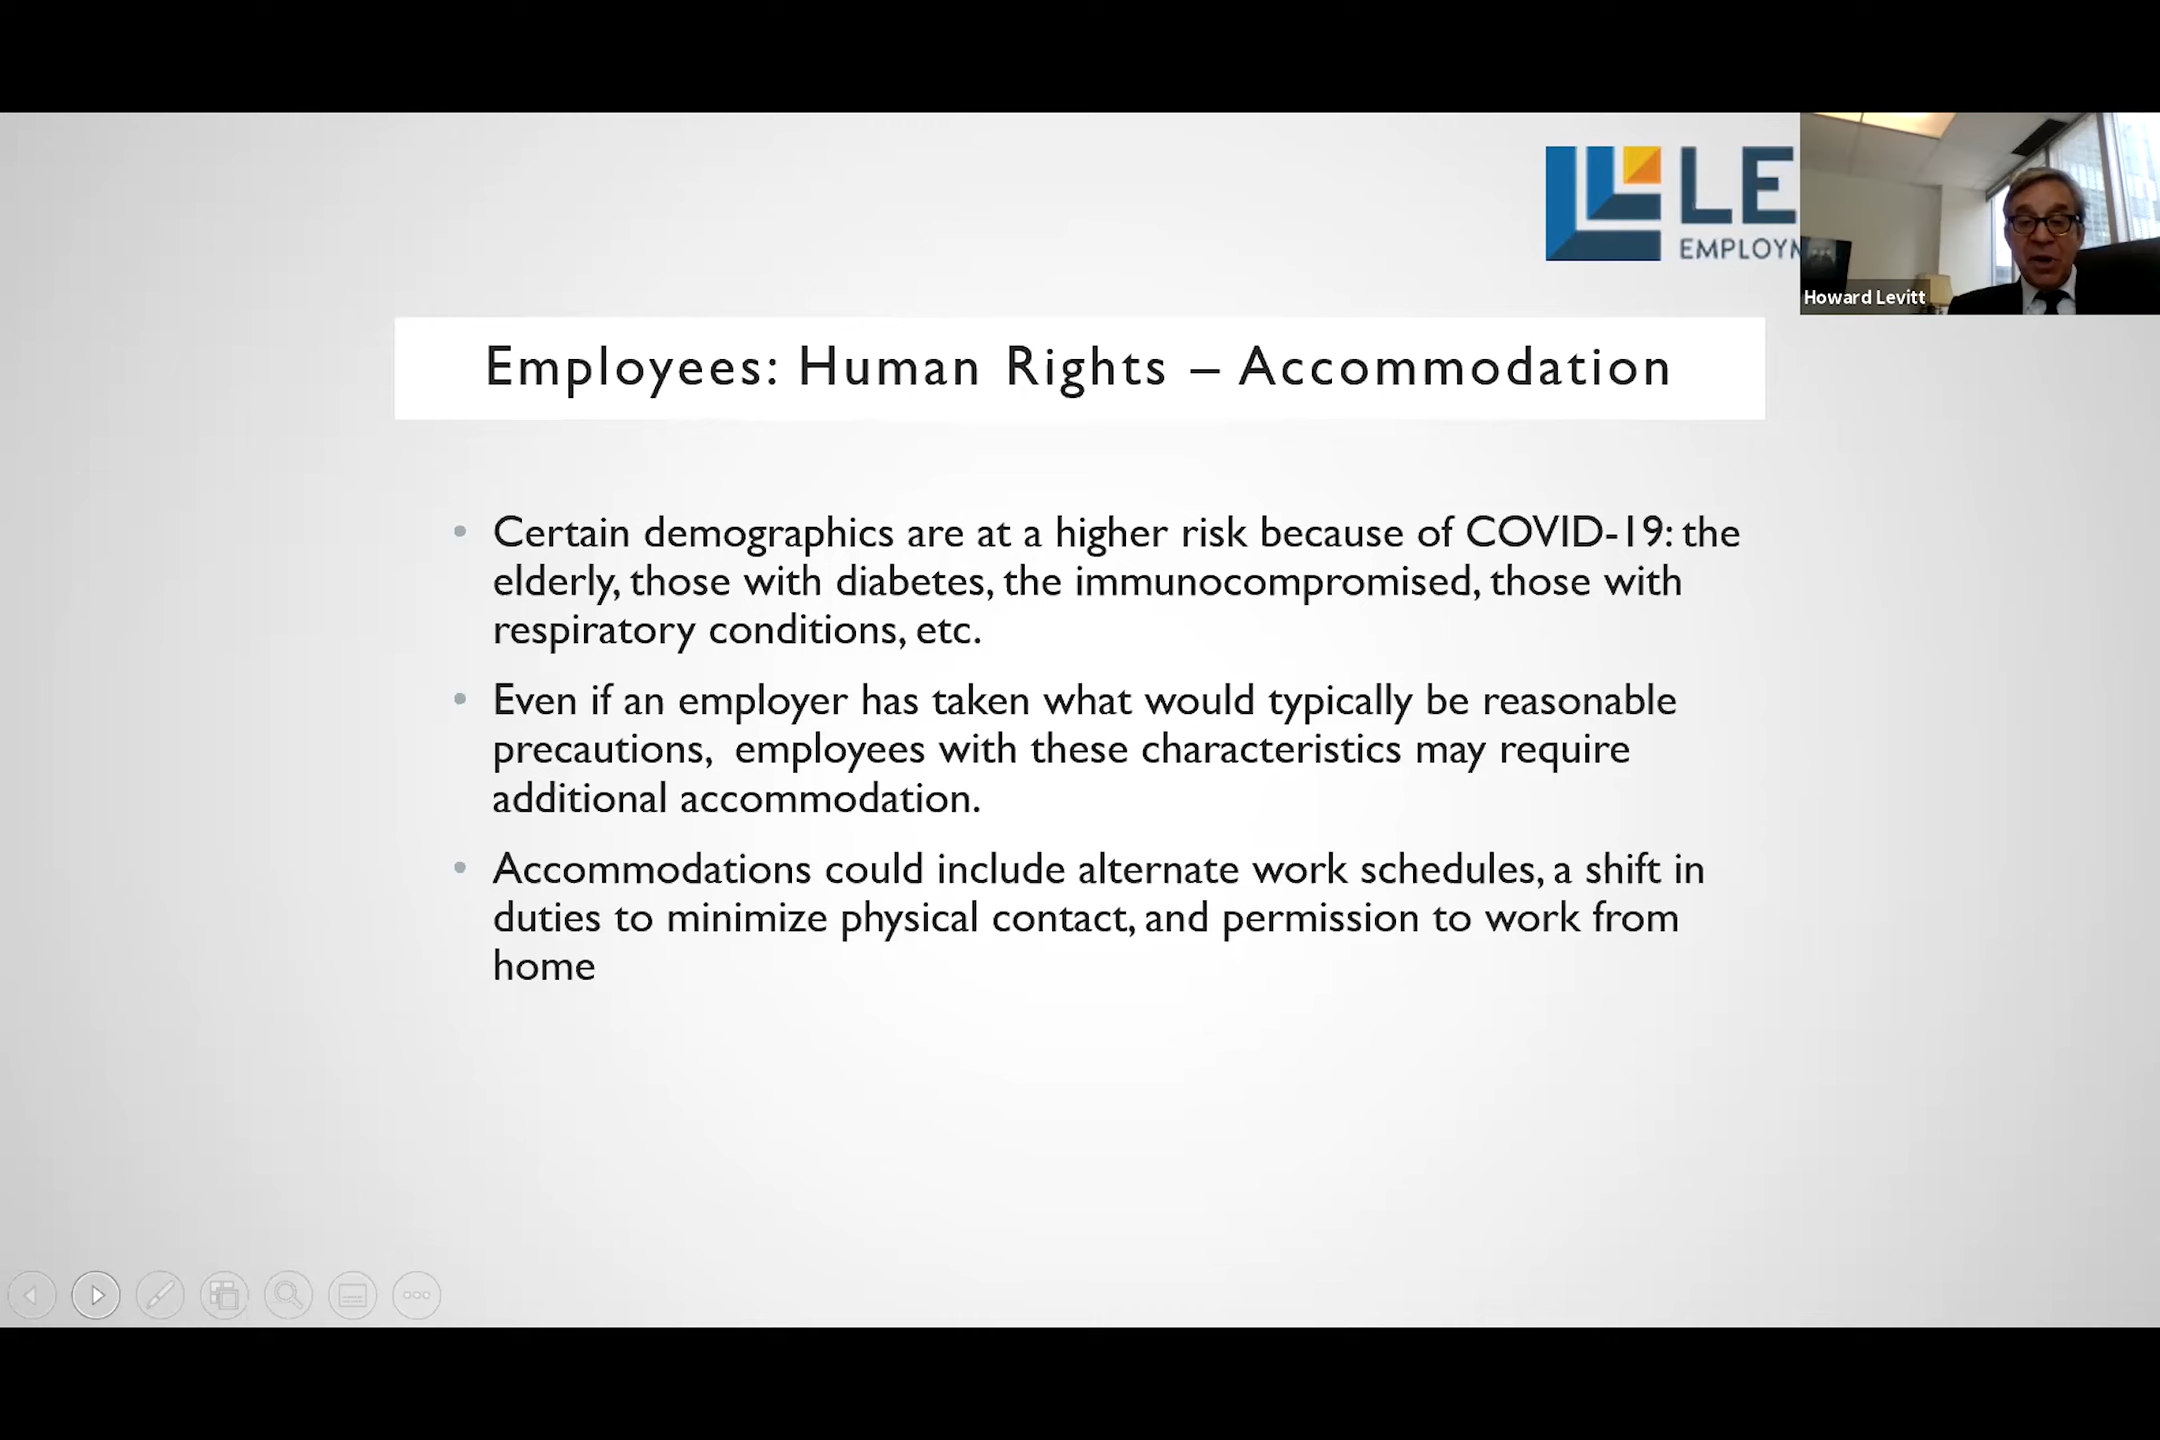 LE
EMPLOYM
Howard Levitt
Employees: Human Rights – Accommodation
• Certain demographics are at a higher risk because of COVID-19: the
elderly, those with diabetes, the immunocompromised, those with
respiratory conditions, etc.
• Even if an employer has taken what would typically be reasonable
precautions,  employees with these characteristics may require
additional accommodation.
• Accommodations could include alternate work schedules, a shift in
duties to minimize physical contact, and permission to work from
home